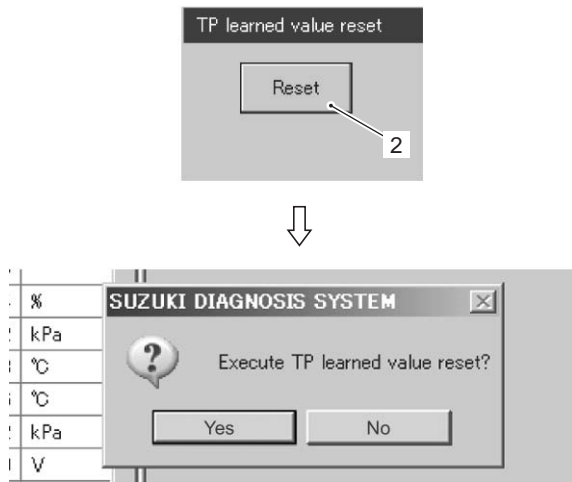 TP learned value reset
Reset
2
%
SUZUKI DIAGNOSIS SYSTEM
kPa
℃
Execute TP learned value reset?
℃
kPa
Yes No
V